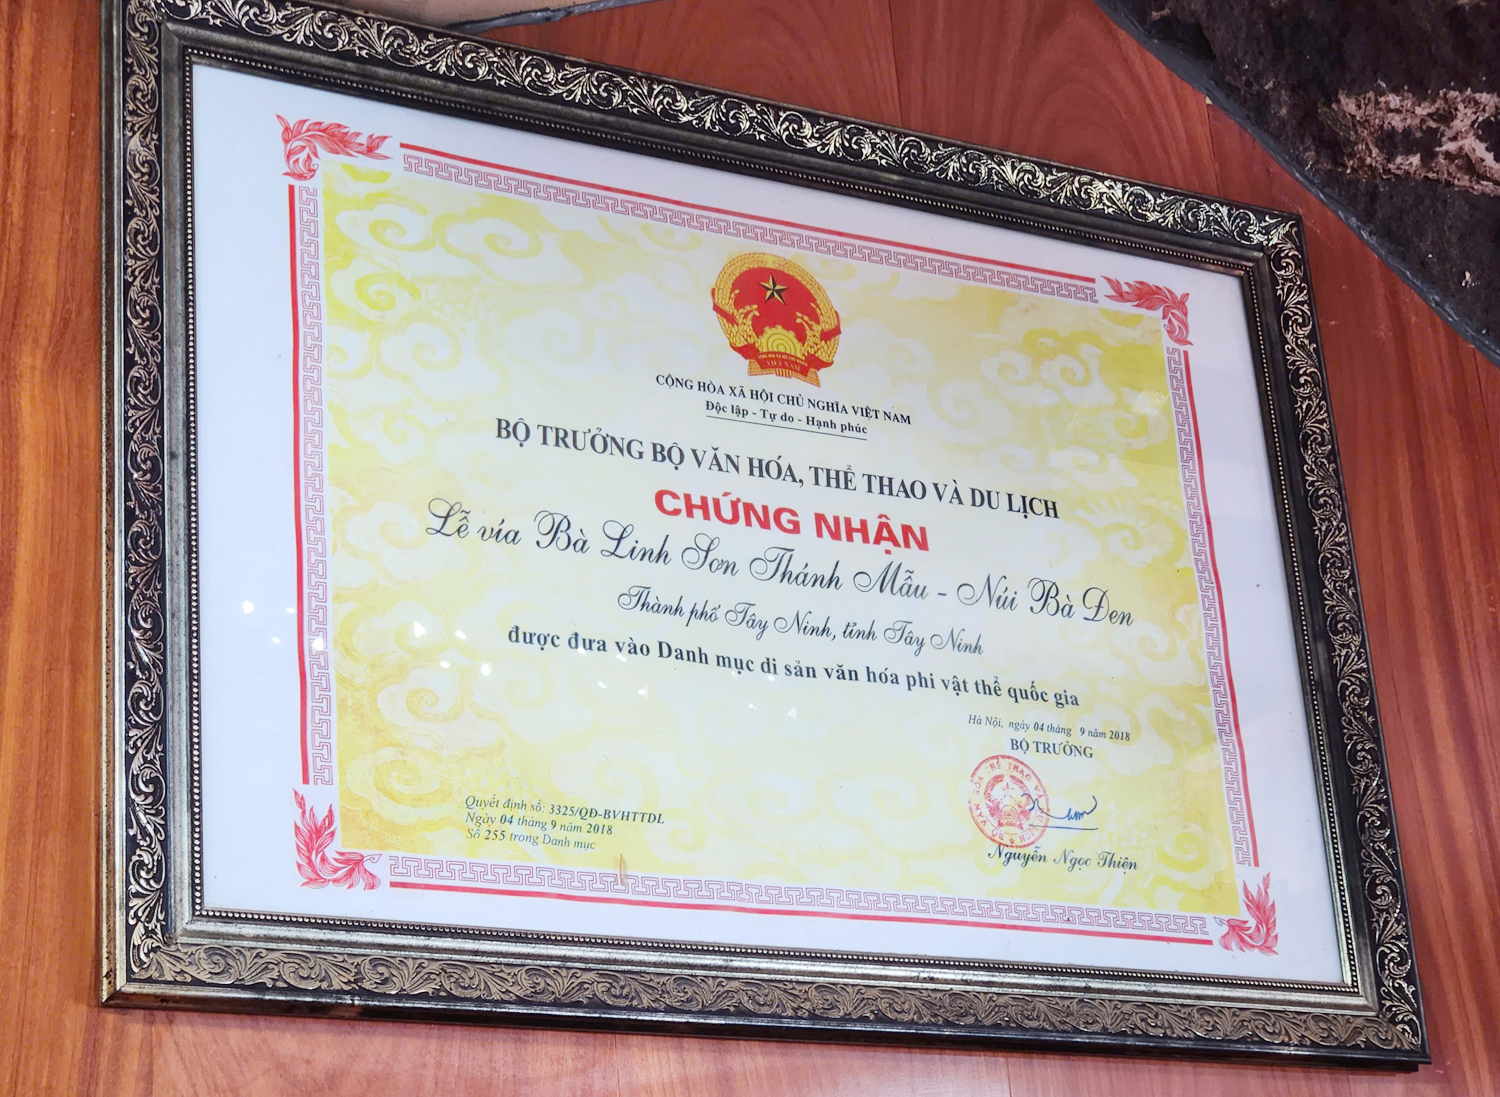 CỘNG HÒA XÃ HỘI CHỦ NGHĨA VIỆT NAM
Độc lập - Tự do - Hạnh phúc
BỘ TRƯỞNG BỘ VĂN HÓA, THỂ THAO VÀ DU LỊCH
CHỨNG NHẬN
Lễ vía Bà Linh Sơn Thánh Mẫu - Núi Bà Đen
Thành phố Tây Ninh, tỉnh Tây Ninh
được đưa vào Danh mục di sản văn hóa phi vật thể quốc gia
Hà Nội, ngày 04 tháng 9 năm 2018
BỘ TRƯỞNG
Nguyễn Ngọc Thiện
Quyết định số: 3325/QĐ-BVHTTDL
Ngày 04 tháng 9 năm 2018
Số 255 trong Danh mục